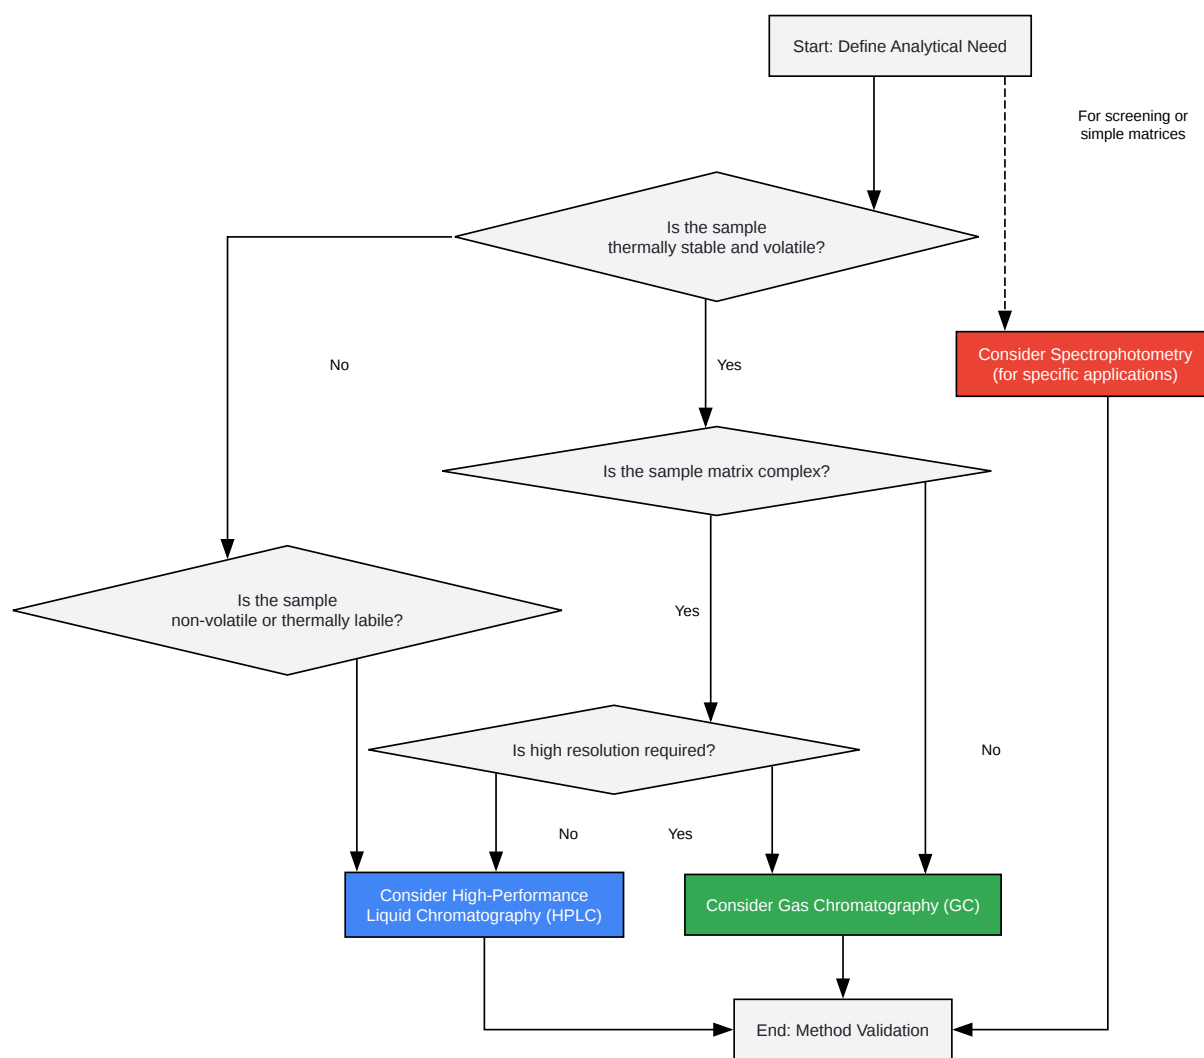 Start: Define Analytical Need
For screening or
simple matrices
Is the sample
thermally stable and volatile?
No
Yes
Consider Spectrophotometry
(for specific applications)
Is the sample matrix complex?
Is the sample
non-volatile or thermally labile?
Yes
Is high resolution required?
No
No
Yes
Consider High-Performance
Liquid Chromatography (HPLC)
Consider Gas Chromatography (GC)
End: Method Validation